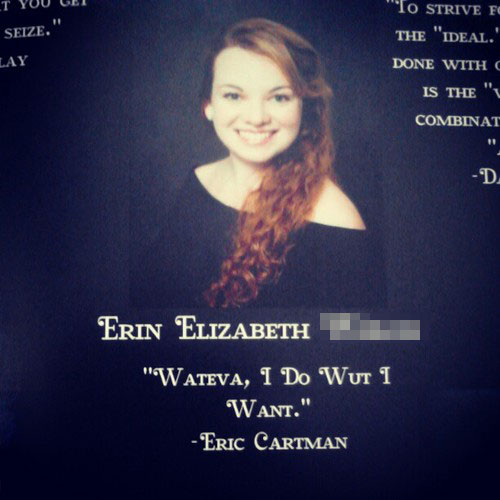 T YOU GET
SEIZE."
LAY
"TO STRIVE FO
THE "IDEAL."
DONE WITH
IS THE "
COMBINAT
"
-DA
ERIN ELIZABETH
"WATEVA, I DO WUT I
WANT."
-ERIC CARTMAN